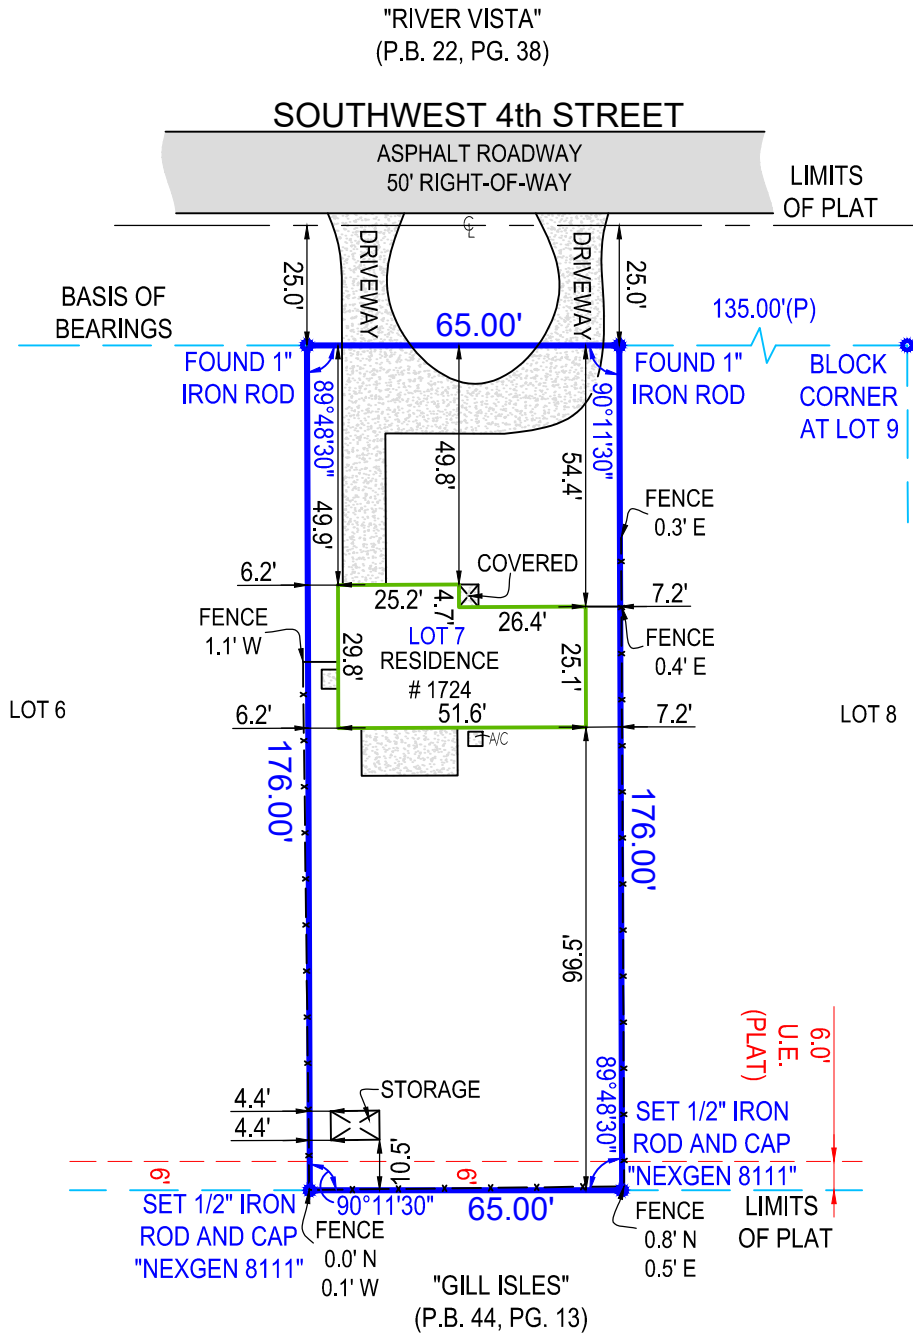 "RIVER VISTA"
(P.B. 22, PG. 38)
SOUTHWEST 4th STREET
ASPHALT ROADWAY
50' RIGHT-OF-WAY
LIMITS
OF PLAT
℄
DRIVEWAY
DRIVEWAY
25.0'
25.0'
BASIS OF
BEARINGS
65.00'
135.00'(P)
FOUND 1"
IRON ROD
FOUND 1"
IRON ROD
BLOCK
CORNER
AT LOT 9
89°48'30"
90°11'30"
49.9'
49.8'
54.4'
FENCE
0.3' E
COVERED
6.2'
25.2'
4.7'
26.4'
7.2'
FENCE
1.1' W
FENCE
0.4' E
29.8'
LOT 7
RESIDENCE
# 1724
25.1'
51.6'
LOT 6
6.2'
7.2'
LOT 8
A/C
176.00'
176.00'
96.5'
6.0'
U.E.
(PLAT)
STORAGE
4.4'
4.4'
10.5'
89°48'30"
SET 1/2" IRON
ROD AND CAP
"NEXGEN 8111"
6'
6'
90°11'30"
65.00'
SET 1/2" IRON
ROD AND CAP
"NEXGEN 8111"
FENCE
0.0' N
0.1' W
FENCE
0.8' N
0.5' E
LIMITS
OF PLAT
"GILL ISLES"
(P.B. 44, PG. 13)